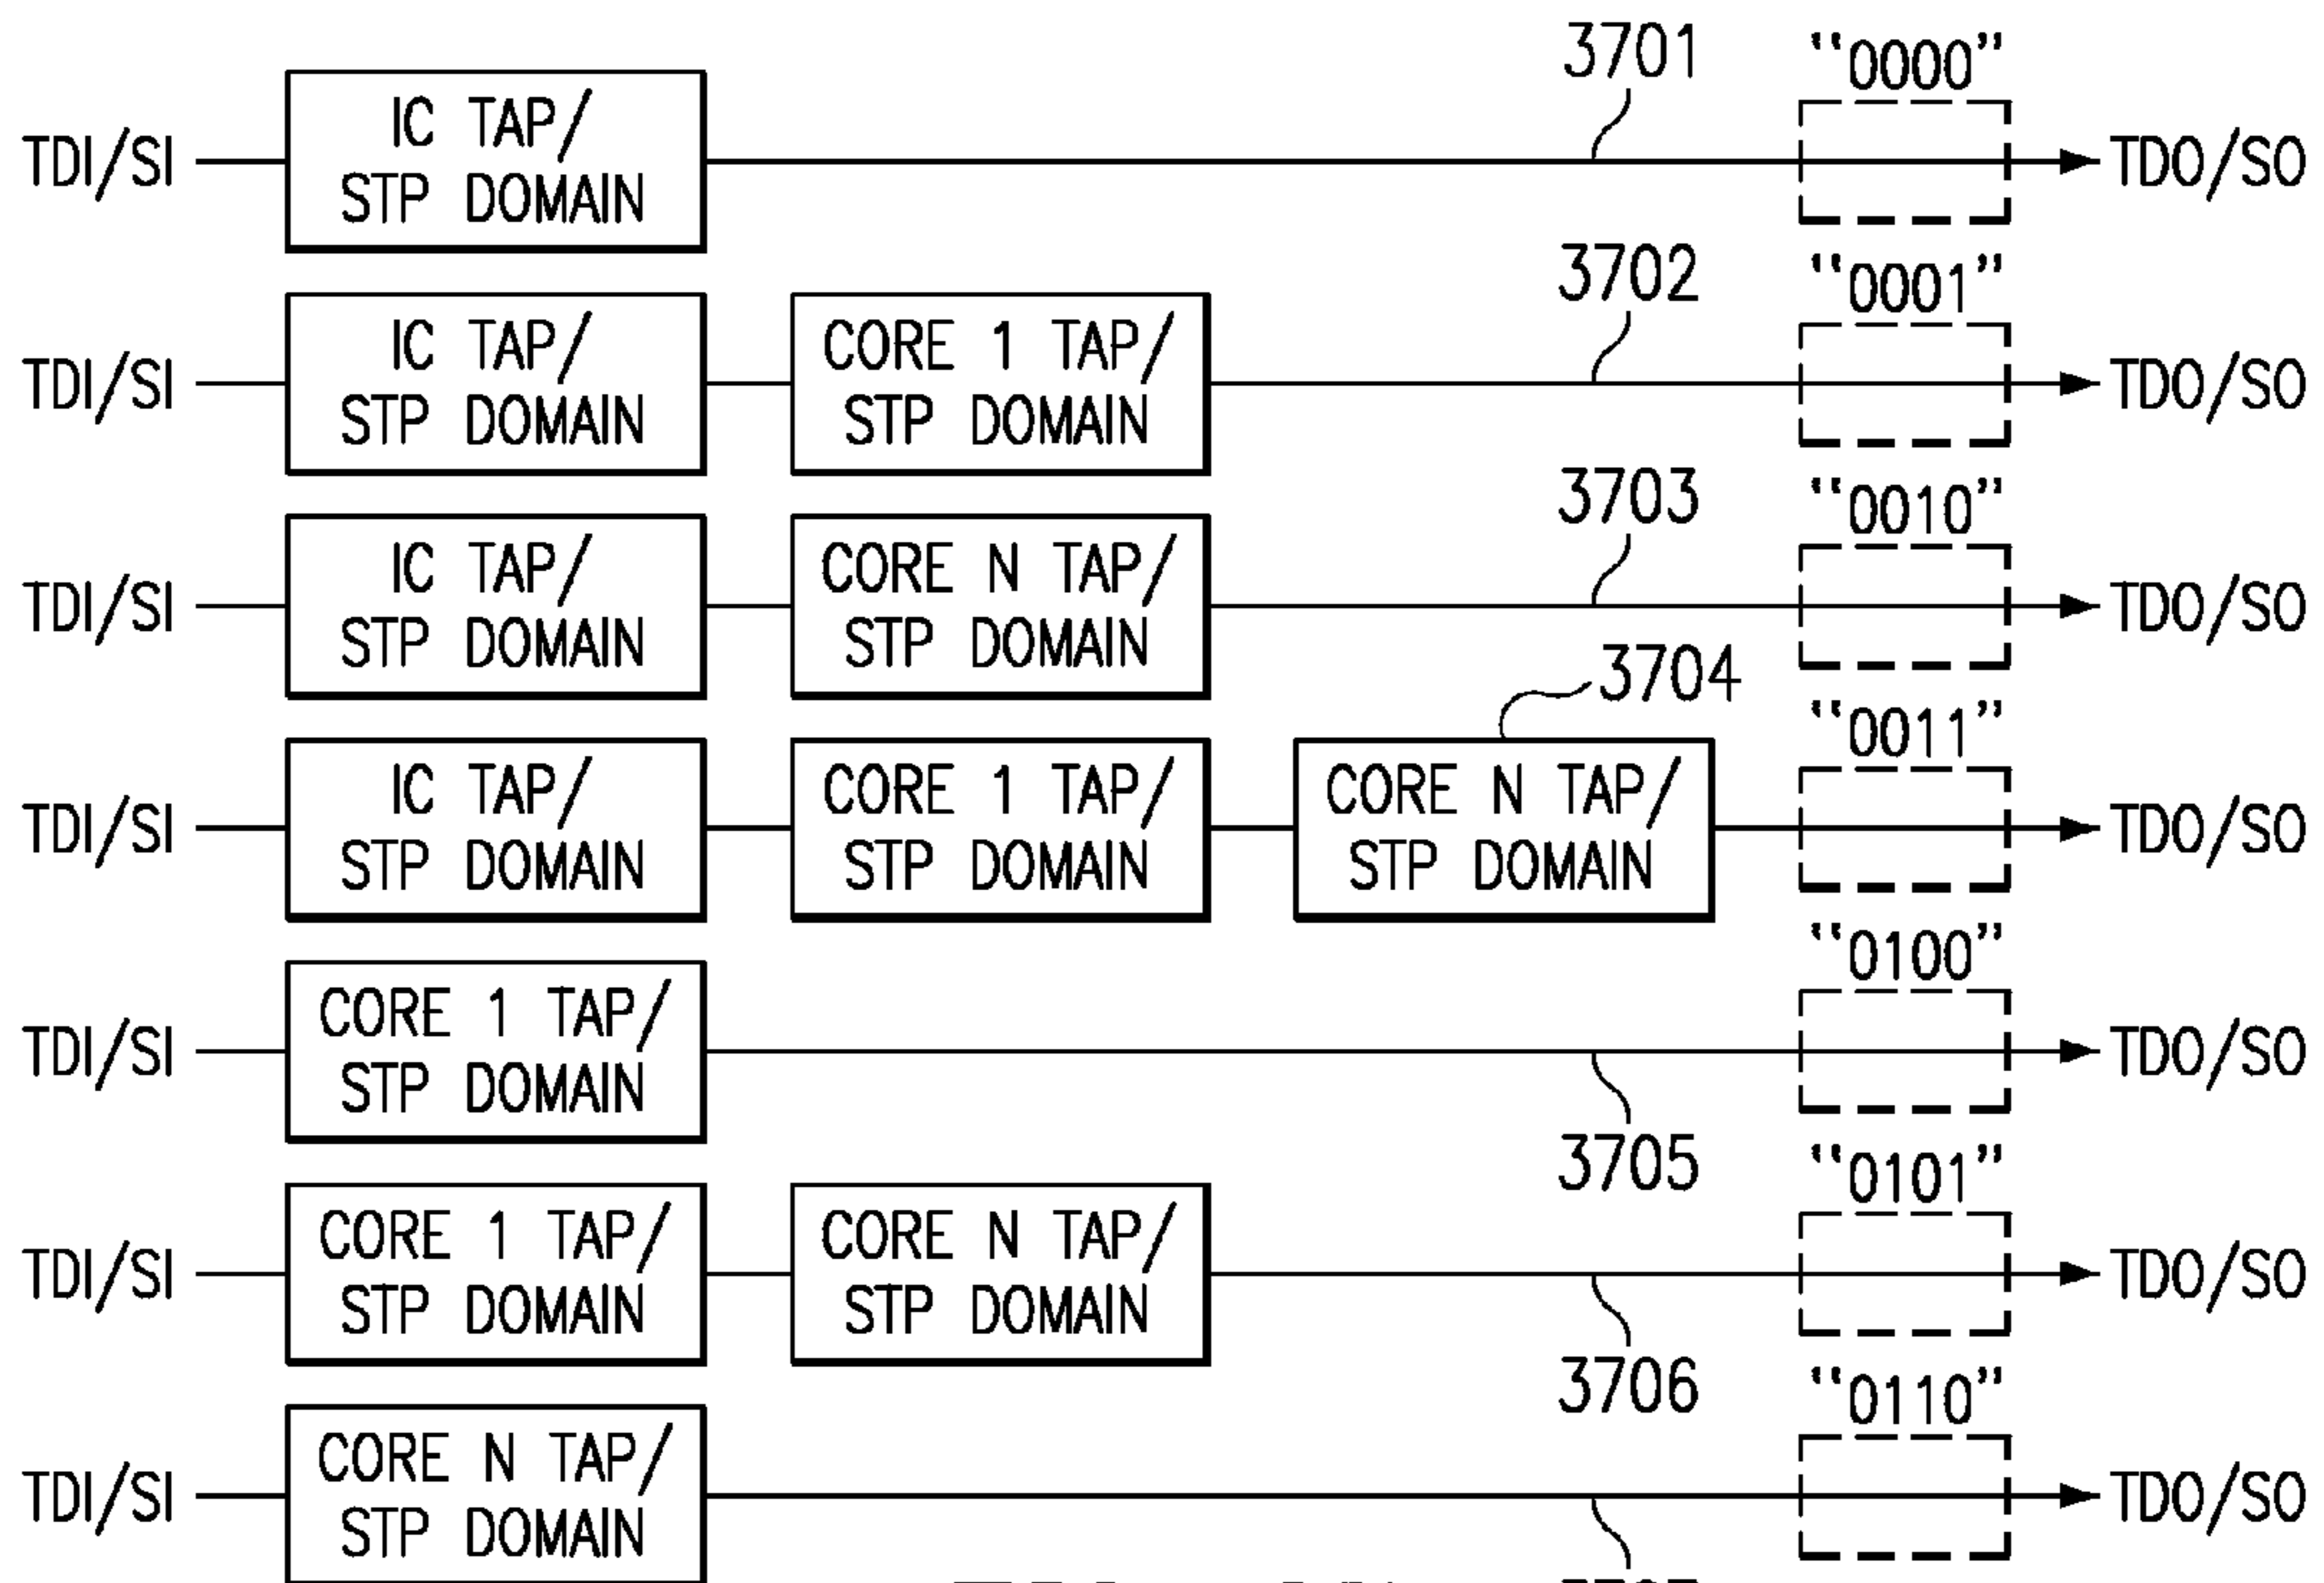 3701 “0000”
TDI/SI IC TAP/ STP DOMAIN TDO/SO
3702 “0001”
TDI/SI IC TAP/ STP DOMAIN CORE 1 TAP/ STP DOMAIN TDO/SO
3703 “0010”
TDI/SI IC TAP/ STP DOMAIN CORE N TAP/ STP DOMAIN TDO/SO
3704 “0011”
TDI/SI IC TAP/ STP DOMAIN CORE 1 TAP/ STP DOMAIN CORE N TAP/ STP DOMAIN TDO/SO
“0100”
TDI/SI CORE 1 TAP/ STP DOMAIN TDO/SO
3705 “0101”
TDI/SI CORE 1 TAP/ STP DOMAIN CORE N TAP/ STP DOMAIN TDO/SO
3706 “0110”
TDI/SI CORE N TAP/ STP DOMAIN TDO/SO